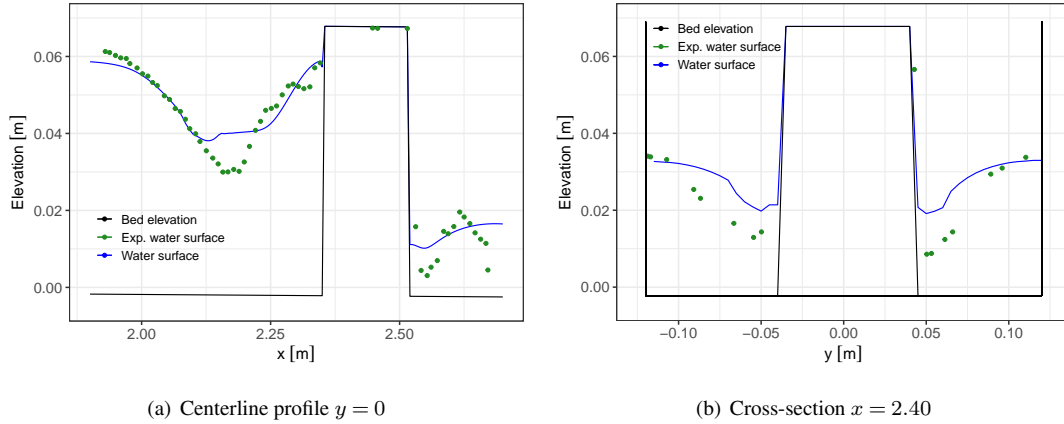 0.06
0.04
0.02
0.00
Elevation [m]
Bed elevation
Exp. water surface
Water surface
2.00
2.25
2.50
x [m]
(a) Centerline profile y = 0
0.06
0.04
0.02
0.00
Elevation [m]
Bed elevation
Exp. water surface
Water surface
−0.10
−0.05
0.00
0.05
0.10
y [m]
(b) Cross-section x = 2.40